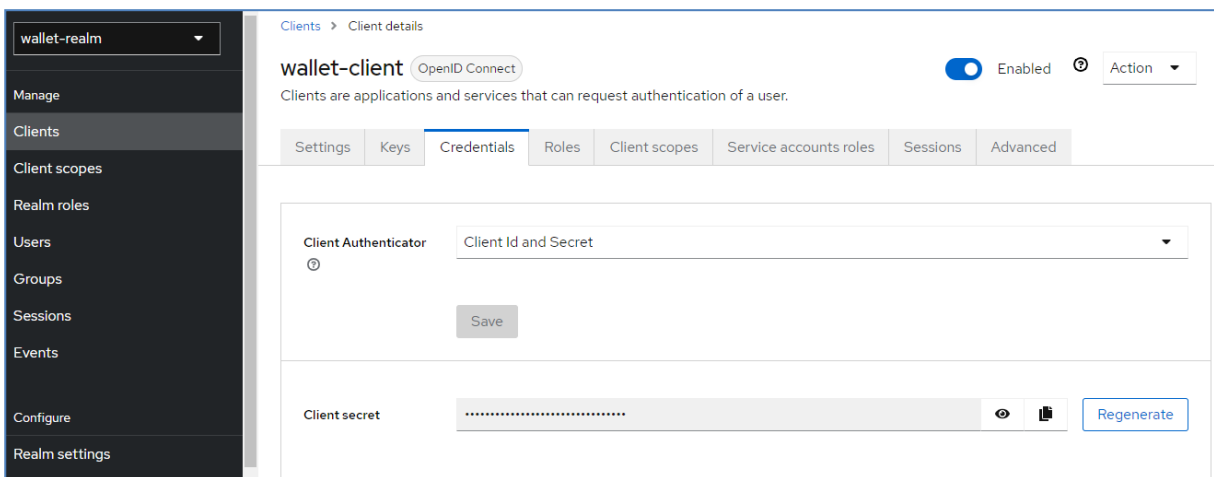 wallet-realm
Manage
Clients
Client scopes
Realm roles
Users
Groups
Sessions
Events
Configure
Realm settings
Clients > Client details
wallet-client OpenID Connect
Enabled
Action
Clients are applications and services that can request authentication of a user.
Settings Keys Credentials Roles Client scopes Service accounts roles Sessions Advanced
Client Authenticator Client Id and Secret
Save
Client secret ································ Regenerate